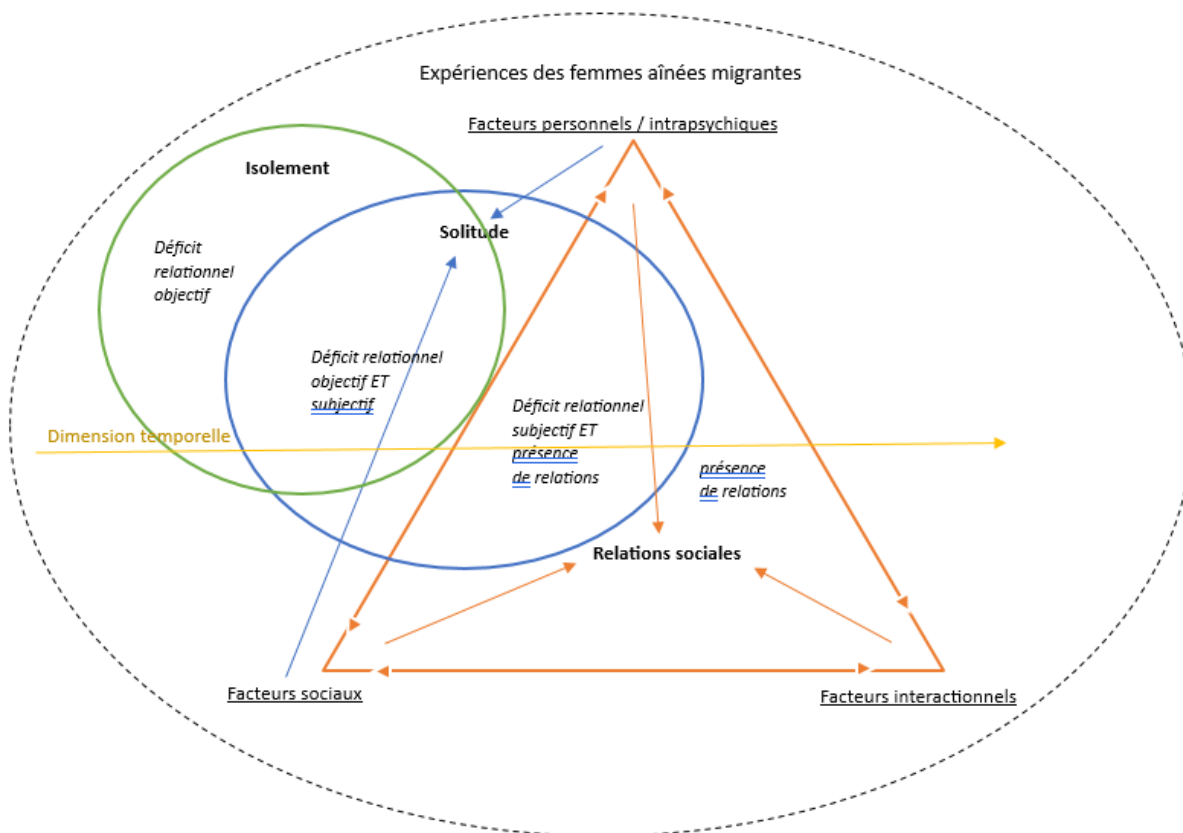 Expériences des femmes aînées migrantes
Facteurs personnels / intrapsychiques
Isolement
Solitude
Déficit
relationnel
objectif
Déficit relationnel
objectif ET
subjectif
Déficit relationnel
subjectif ET
présence
de relations
Dimension temporelle
présence
de relations
Relations sociales
Facteurs sociaux
Facteurs interactionnels